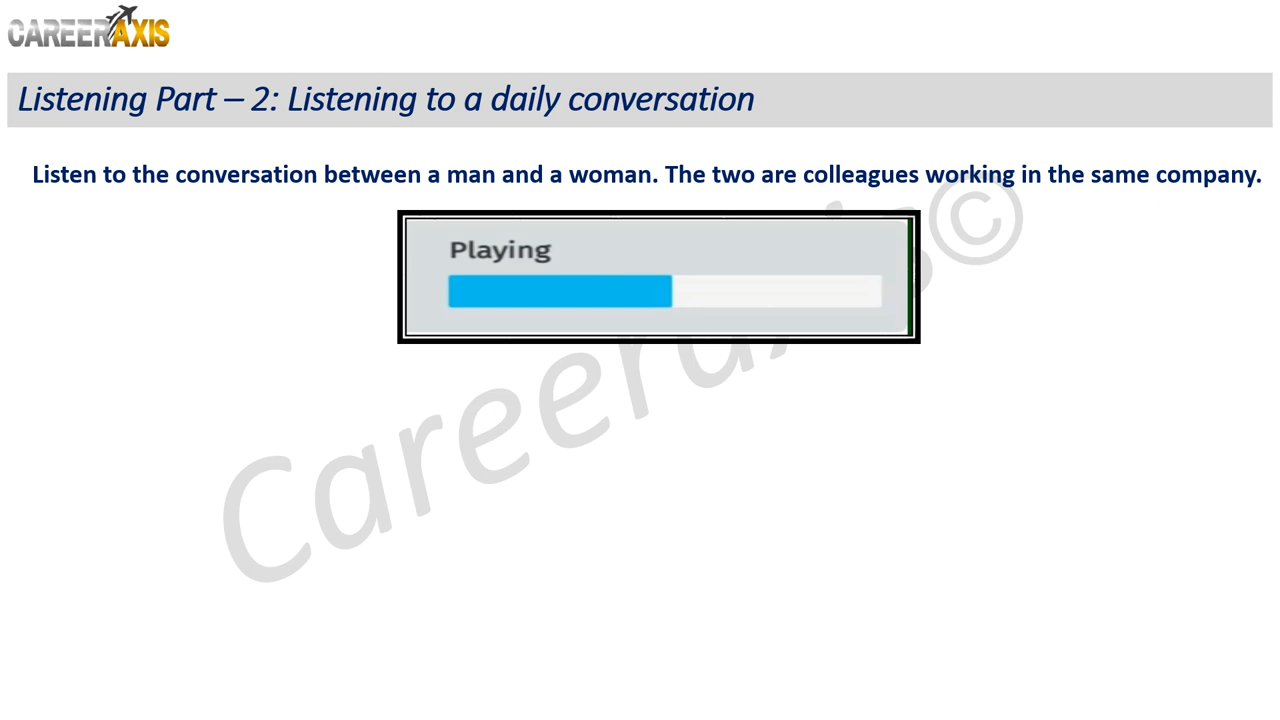 CAREERAXIS
Listening Part – 2: Listening to a daily conversation
Listen to the conversation between a man and a woman. The two are colleagues working in the same company.
Playing
Careeraxis©